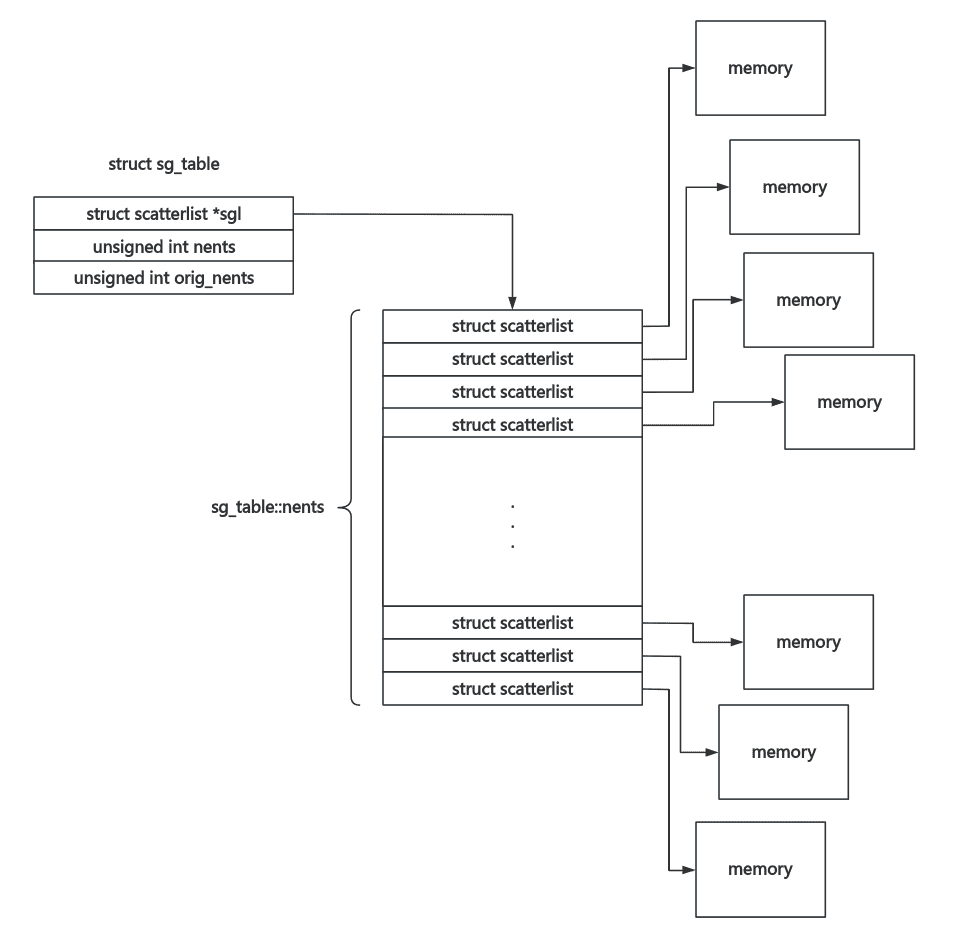 struct sg_table
struct scatterlist *sgl
unsigned int nents
unsigned int orig_nents
sg_table::nents
struct scatterlist
struct scatterlist
struct scatterlist
struct scatterlist
.
.
.
struct scatterlist
struct scatterlist
struct scatterlist
memory
memory
memory
memory
memory
memory
memory